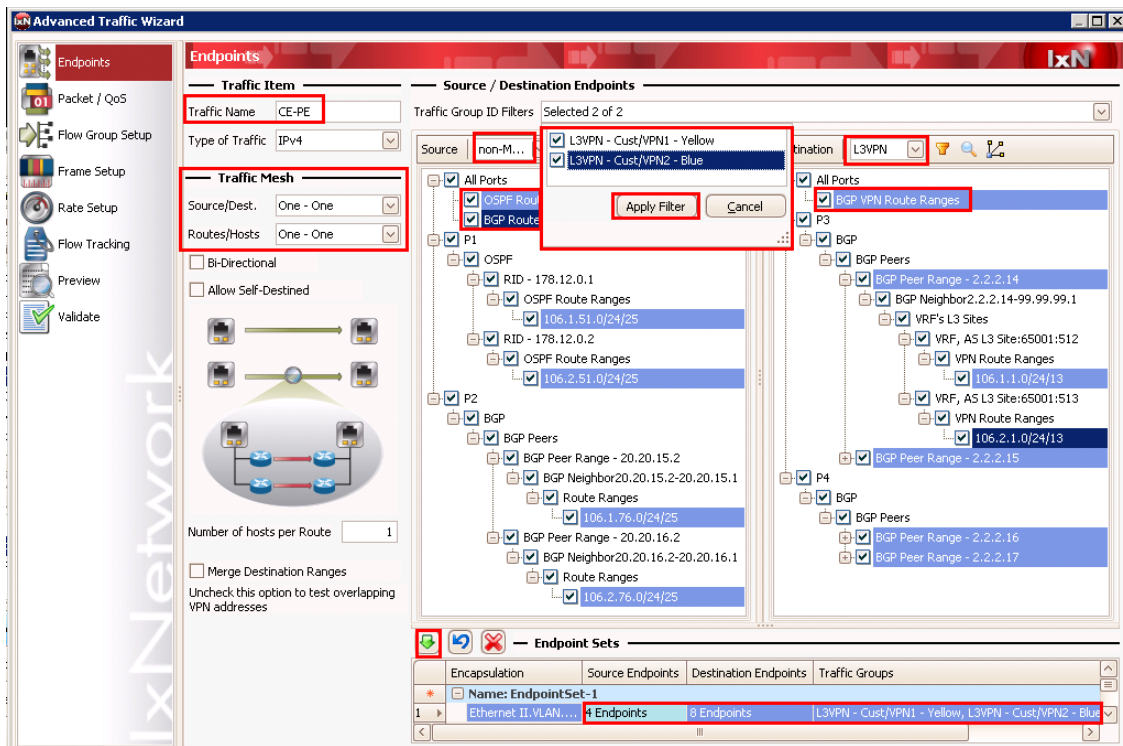 IxN Advanced Traffic Wizard
Endpoints
Packet / QoS
Flow Group Setup
Frame Setup
Rate Setup
Flow Tracking
Preview
Validate
IxNetwork
Endpoints
IxN
Traffic Item
Traffic Name CE-PE
Type of Traffic IPv4
Traffic Mesh
Source/Dest. One - One
Routes/Hosts One - One
Bi-Directional
Allow Self-Destined
Number of hosts per Route 1
Merge Destination Ranges
Uncheck this option to test overlapping
VPN addresses
Source / Destination Endpoints
Traffic Group ID Filters Selected 2 of 2
L3VPN - Cust/VPN1 - Yellow
L3VPN - Cust/VPN2 - Blue
Apply Filter Cancel
Source non-M...
All Ports
OSPF Rou
BGP Route
P1
OSPF
RID - 178.12.0.1
OSPF Route Ranges
106.1.51.0/24/25
RID - 178.12.0.2
OSPF Route Ranges
106.2.51.0/24/25
P2
BGP
BGP Peers
BGP Peer Range - 20.20.15.2
BGP Neighbor20.20.15.2-20.20.15.1
Route Ranges
106.1.76.0/24/25
BGP Peer Range - 20.20.16.2
BGP Neighbor20.20.16.2-20.20.16.1
Route Ranges
106.2.76.0/24/25
tination L3VPN
All Ports
BGP VPN Route Ranges
P3
BGP
BGP Peers
BGP Peer Range - 2.2.2.14
BGP Neighbor2.2.2.14-99.99.99.1
VRF's L3 Sites
VRF, AS L3 Site:65001:512
VPN Route Ranges
106.1.1.0/24/13
VRF, AS L3 Site:65001:513
VPN Route Ranges
106.2.1.0/24/13
BGP Peer Range - 2.2.2.15
P4
BGP
BGP Peers
BGP Peer Range - 2.2.2.16
BGP Peer Range - 2.2.2.17
Endpoint Sets
Encapsulation Source Endpoints Destination Endpoints Traffic Groups
Name: EndpointSet-1
1 Ethernet II.VLAN.... 4 Endpoints 8 Endpoints L3VPN - Cust/VPN1 - Yellow, L3VPN - Cust/VPN2 - Blue